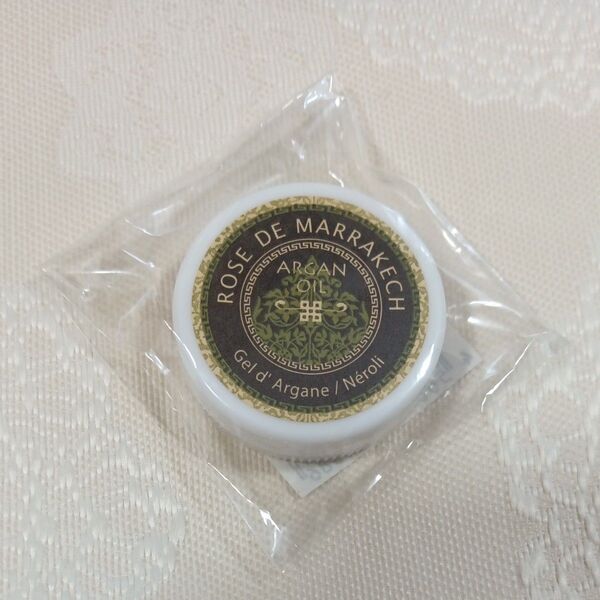 ROSE DE MARRAKECH
ARGAN
OIL
Gel d' Argane / Néroli